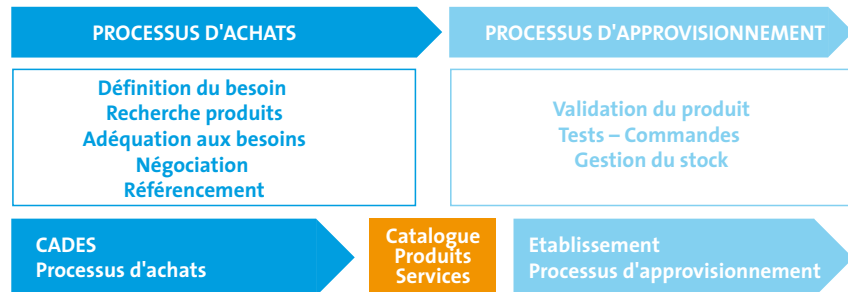 PROCESSUS D'ACHATS
PROCESSUS D'APPROVISIONNEMENT
Définition du besoin
Recherche produits
Adéquation aux besoins
Négociation
Référencement
Validation du produit
Tests – Commandes
Gestion du stock
CADES
Processus d'achats
Catalogue
Produits
Services
Etablissement
Processus d'approvisionnement